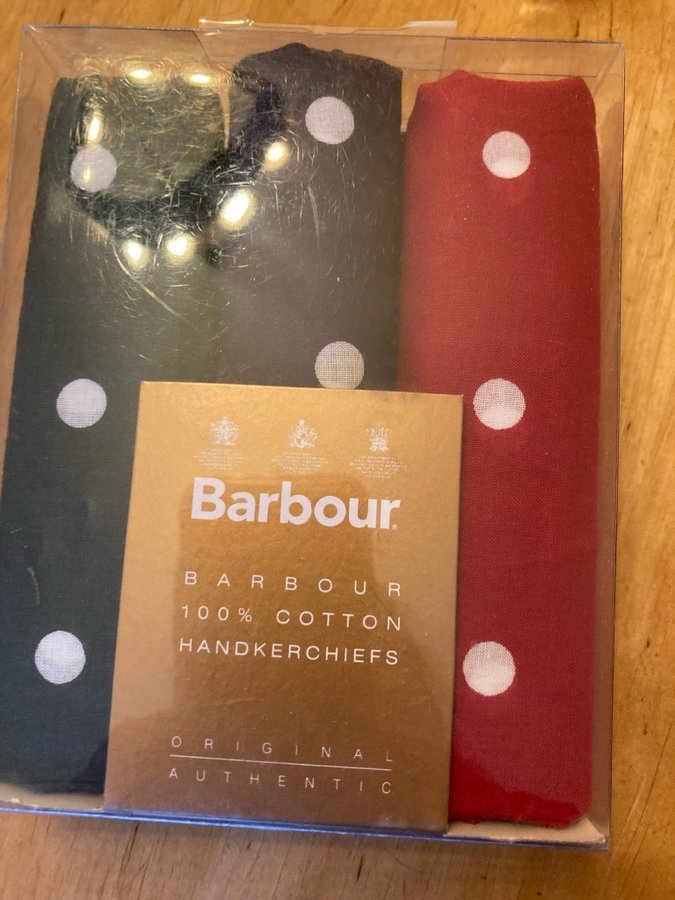 Barbour
BARBOUR
100% COTTON
HANDKERCHIEFS
ORIGINAL
AUTHENTIC